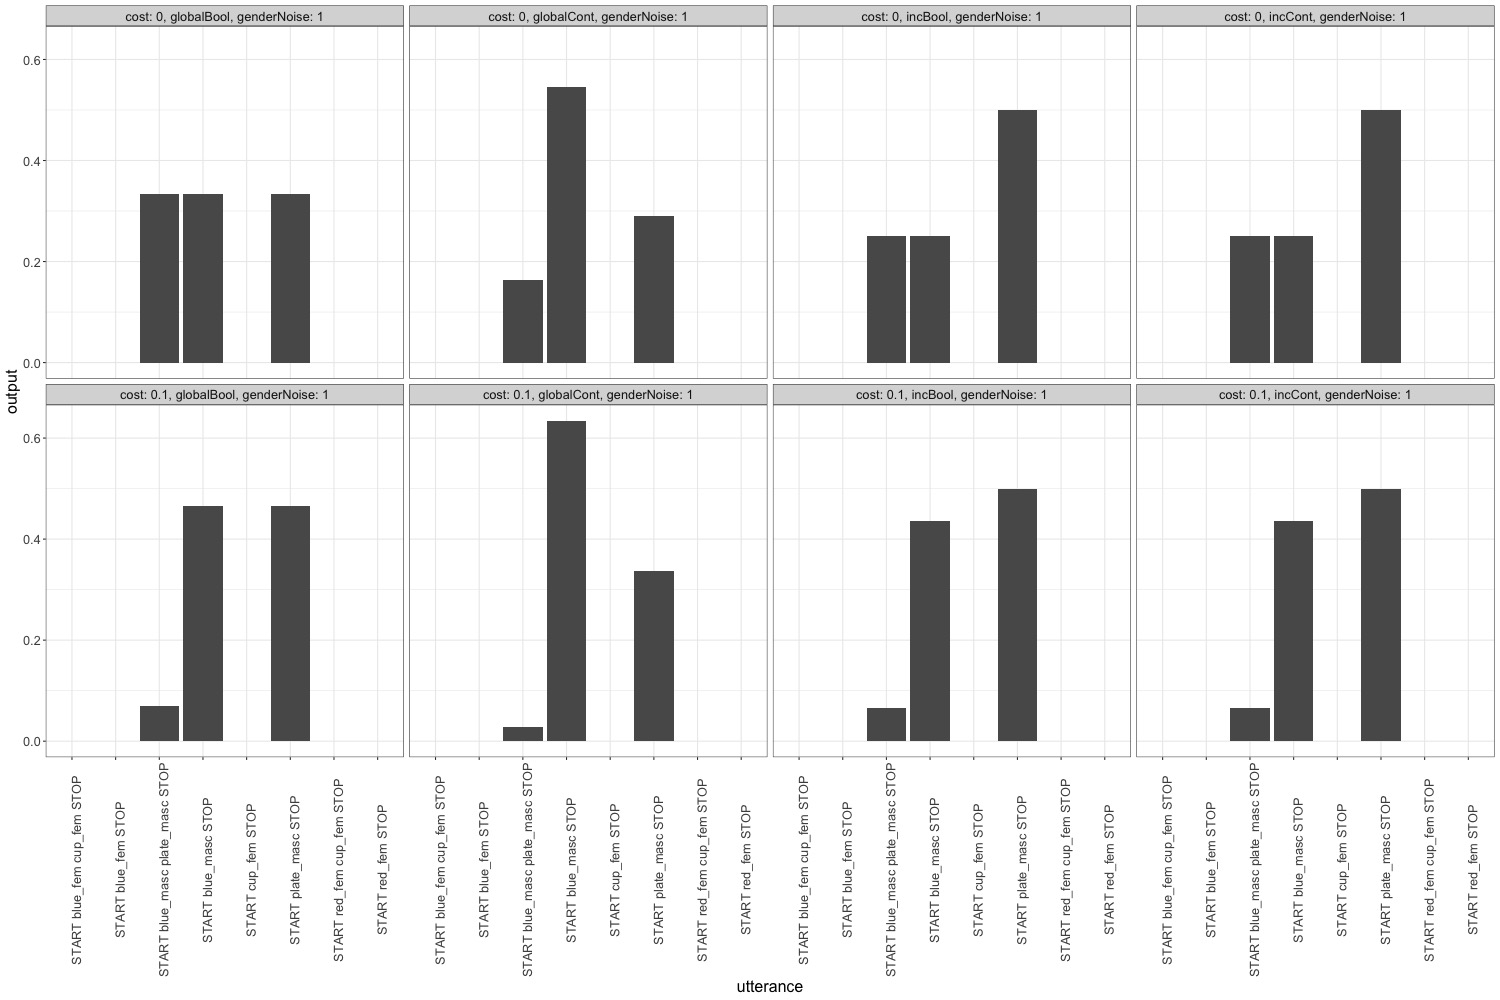 cost: 0, globalBool, genderNoise: 1
cost: 0, globalCont, genderNoise: 1
cost: 0, incBool, genderNoise: 1
cost: 0, incCont, genderNoise: 1
0.6
0.4
0.2
0.0
output
cost: 0.1, globalBool, genderNoise: 1
cost: 0.1, globalCont, genderNoise: 1
cost: 0.1, incBool, genderNoise: 1
cost: 0.1, incCont, genderNoise: 1
0.6
0.4
0.2
0.0
START blue_fem cup_fem STOP
START blue_fem STOP
START blue_masc plate_masc STOP
START blue_masc STOP
START cup_fem STOP
START plate_masc STOP
START red_fem cup_fem STOP
START red_fem STOP
START blue_fem cup_fem STOP
START blue_fem STOP
START blue_masc plate_masc STOP
START blue_masc STOP
START cup_fem STOP
START plate_masc STOP
START red_fem cup_fem STOP
START red_fem STOP
START blue_fem cup_fem STOP
START blue_fem STOP
START blue_masc plate_masc STOP
START blue_masc STOP
START cup_fem STOP
START plate_masc STOP
START red_fem cup_fem STOP
START red_fem STOP
START blue_fem cup_fem STOP
START blue_fem STOP
START blue_masc plate_masc STOP
START blue_masc STOP
START cup_fem STOP
START plate_masc STOP
START red_fem cup_fem STOP
START red_fem STOP
utterance